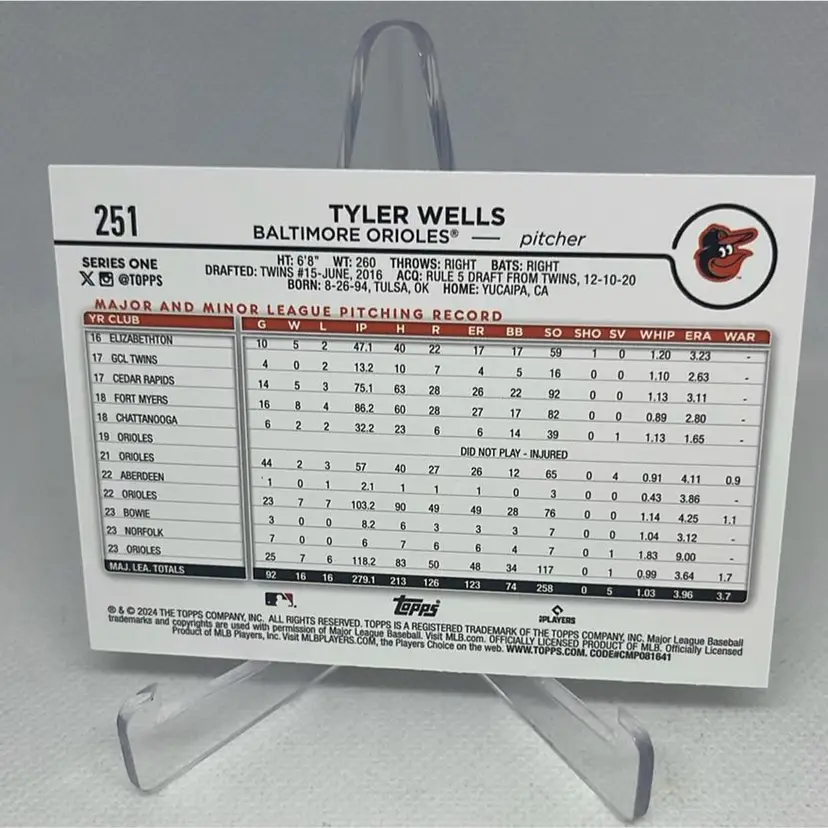 251
TYLER WELLS
BALTIMORE ORIOLES® — pitcher
SERIES ONE
X @TOPPS
HT: 6'8" WT: 260 THROWS: RIGHT BATS: RIGHT
DRAFTED: TWINS #15-JUNE, 2016 ACQ: RULE 5 DRAFT FROM TWINS, 12-10-20
BORN: 8-26-94, TULSA, OK HOME: YUCAIPA, CA
MAJOR AND MINOR LEAGUE PITCHING RECORD
YR CLUB G W L IP H R ER BB SO SHO SV WHIP ERA WAR
16 ELIZABETHTON 10 5 2 47.1 40 22 17 17 59 1 0 1.20 3.23 -
17 GCL TWINS 4 0 2 13.2 10 7 4 5 16 0 0 1.10 2.63 -
17 CEDAR RAPIDS 14 5 3 75.1 63 28 26 22 92 0 0 1.13 3.11 -
18 FORT MYERS 16 8 4 86.2 60 28 27 17 82 0 0 0.89 2.80 -
18 CHATTANOOGA 6 2 2 32.2 23 6 6 14 39 0 1 1.13 1.65 -
19 ORIOLES DID NOT PLAY - INJURED
21 ORIOLES 44 2 3 57 40 27 26 12 65 0 4 0.91 4.11 0.9
22 ABERDEEN 1 0 1 2.1 1 1 1 0 3 0 0 0.43 3.86 -
22 ORIOLES 23 7 7 103.2 90 49 49 28 76 0 0 1.14 4.25 1.1
23 BOWIE 3 0 0 8.2 6 3 3 3 7 0 0 1.04 3.12 -
23 NORFOLK 7 0 0 6 7 6 6 4 7 0 1 1.83 9.00 -
23 ORIOLES 25 7 6 118.2 83 50 48 34 117 0 1 0.99 3.64 1.7
MAJ. LEA. TOTALS 92 16 16 279.1 213 126 123 74 258 0 5 1.03 3.96 3.7
Topps
PLAYERS
® & © 2024 THE TOPPS COMPANY, INC. ALL RIGHTS RESERVED. TOPPS IS A REGISTERED TRADEMARK OF THE TOPPS COMPANY, INC. Major League Baseball
trademarks and copyrights are used with permission of Major League Baseball. Visit MLB.com. OFFICIALLY LICENSED PRODUCT OF MLB. Officially Licensed
Product of MLB Players, Inc. Visit MLBPLAYERS.COM, the Players Choice on the web. WWW.TOPPS.COM. CODE#CMP081641